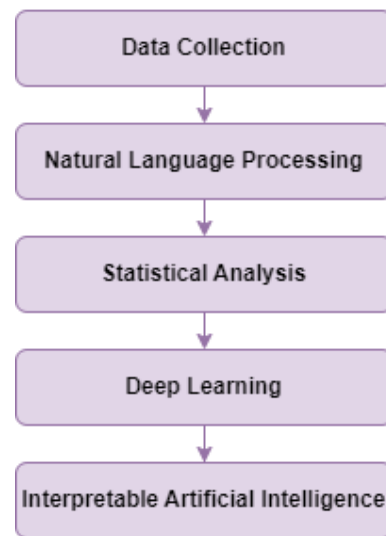 Data Collection
Natural Language Processing
Statistical Analysis
Deep Learning
Interpretable Artificial Intelligence